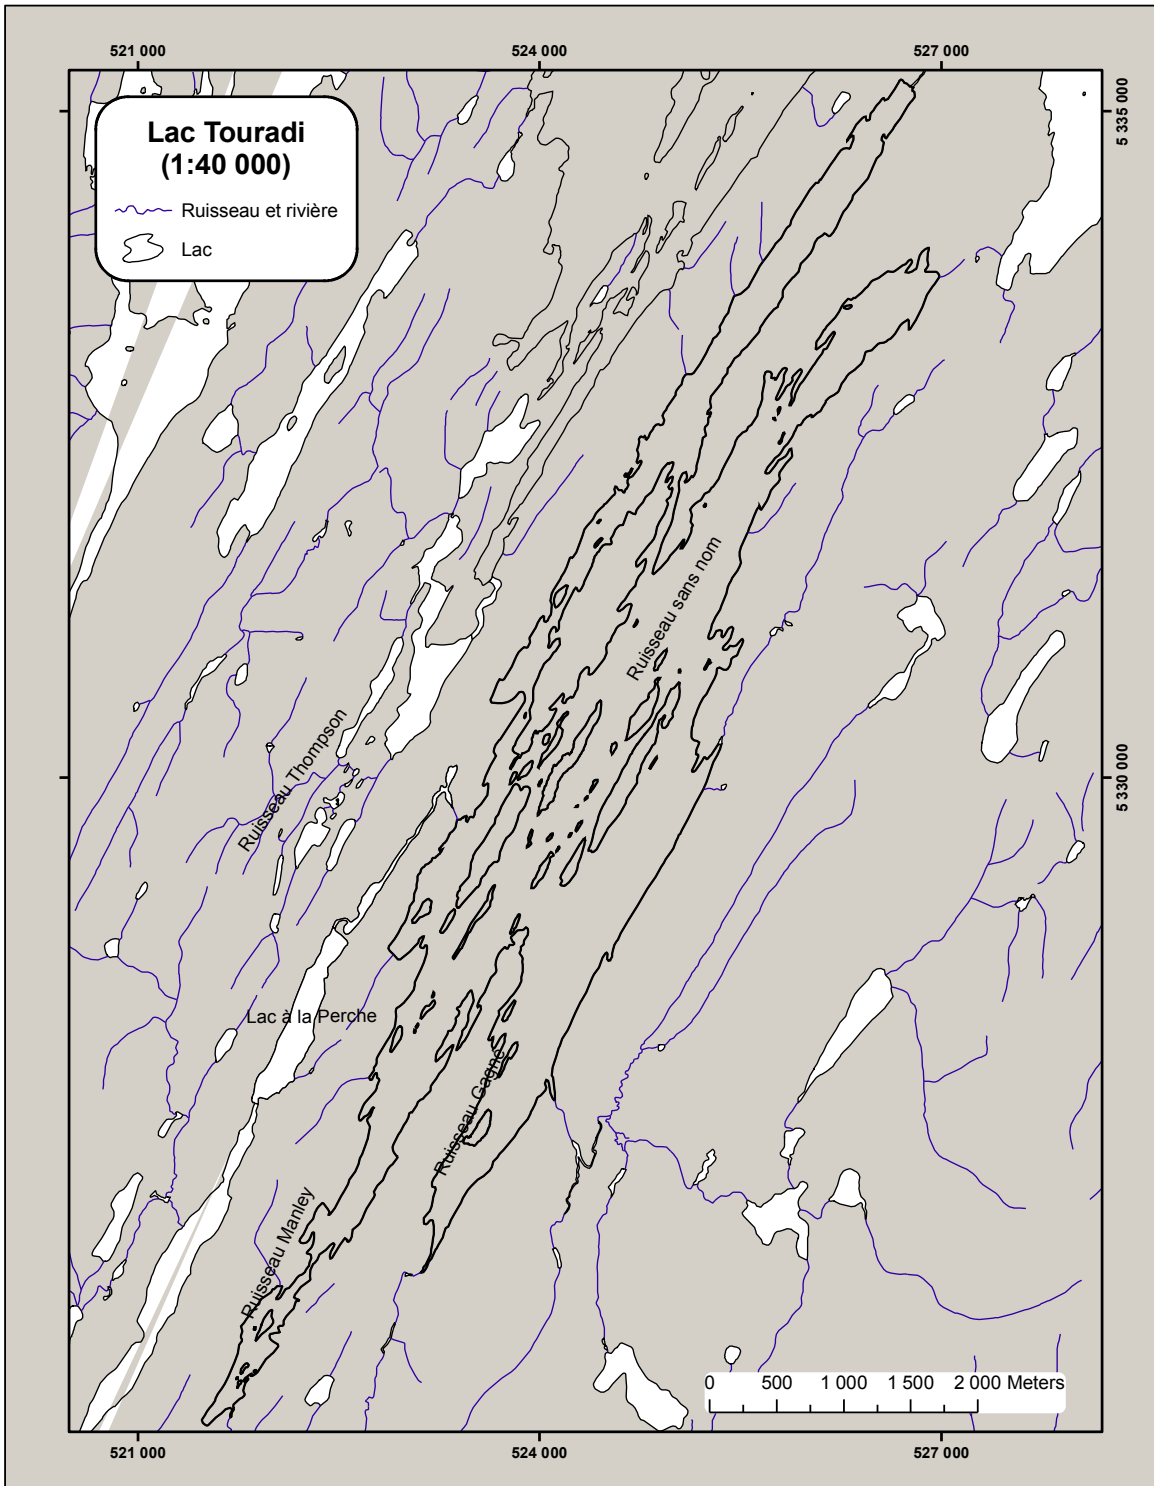 521 000
524 000
527 000
5 335 000
Lac Touradi
(1:40 000)
Ruisseau et rivière
Lac
Ruisseau sans nom
Ruisseau Thompson
5 330 000
Lac à la Perche
Ruisseau Gagné
Ruisseau Manley
0 500 1 000 1 500 2 000 Meters
521 000
524 000
527 000